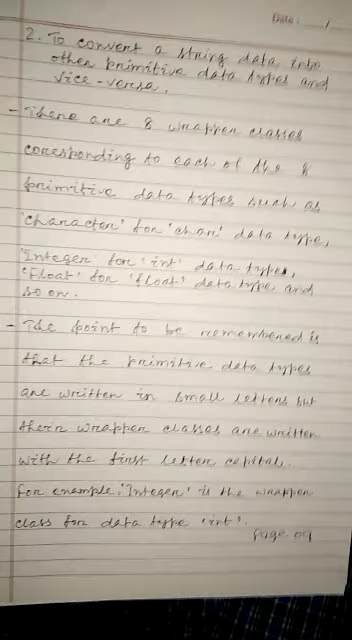 Date: /
2. To convert a string data into
other primitive data types and
vice-versa.
- There are 8 wrapper classes
coresponding to each of the 8
primitive data types such as
'Character' for 'char' data type,
'Integer for 'int' data types,
'float' for 'float' data type and
so on.
- The point to be remembered is
that the primitive data types
are written in small letters but
their wrapper classes are written
with the first letter capital.
for example: 'Integer' is the wrapper
class for data type 'int'.
Page 09